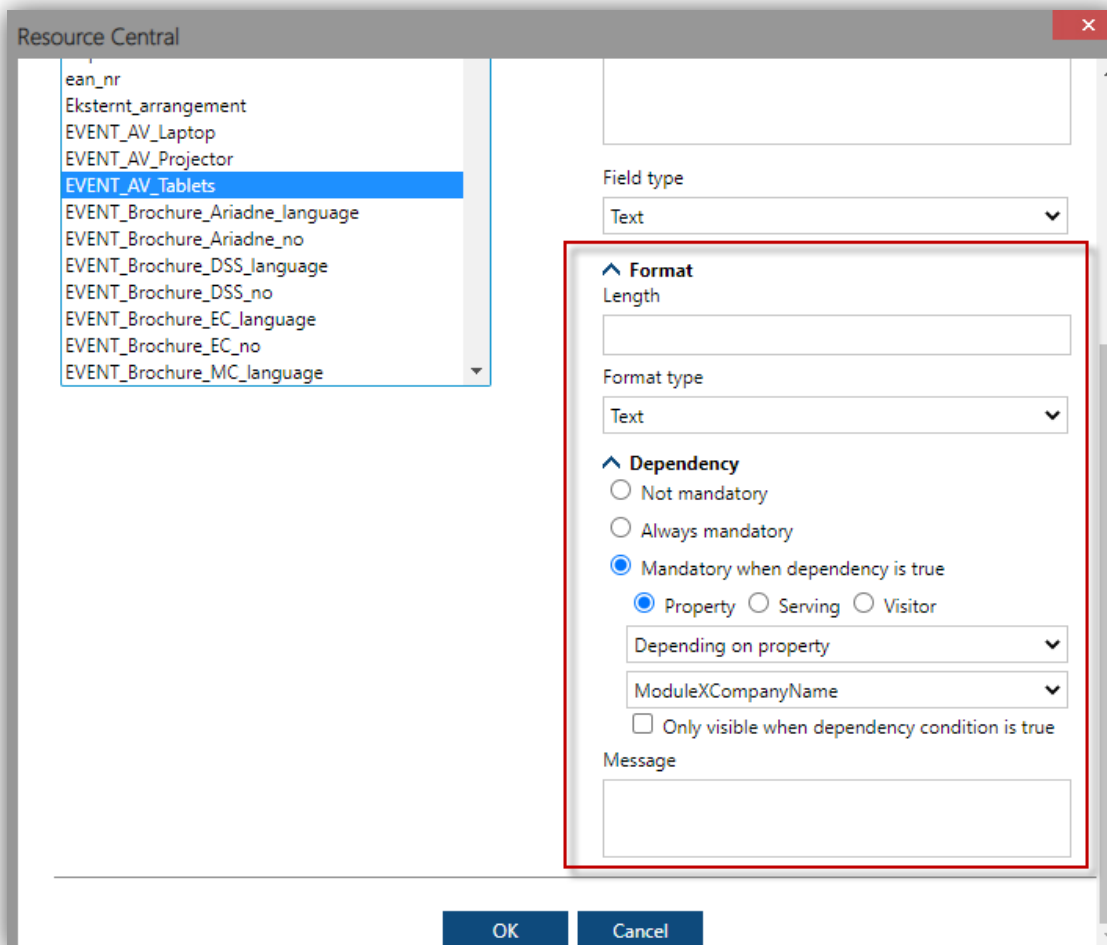 Resource Central
ean_nr
Eksternt_arrangement
EVENT_AV_Laptop
EVENT_AV_Projector
EVENT_AV_Tablets
EVENT_Brochure_Ariadne_language
EVENT_Brochure_Ariadne_no
EVENT_Brochure_DSS_language
EVENT_Brochure_DSS_no
EVENT_Brochure_EC_language
EVENT_Brochure_EC_no
EVENT_Brochure_MC_language
Field type
Text
Format
Length
Format type
Text
Dependency
Not mandatory
Always mandatory
Mandatory when dependency is true
Property Serving Visitor
Depending on property
ModuleXCompanyName
Only visible when dependency condition is true
Message
OK Cancel